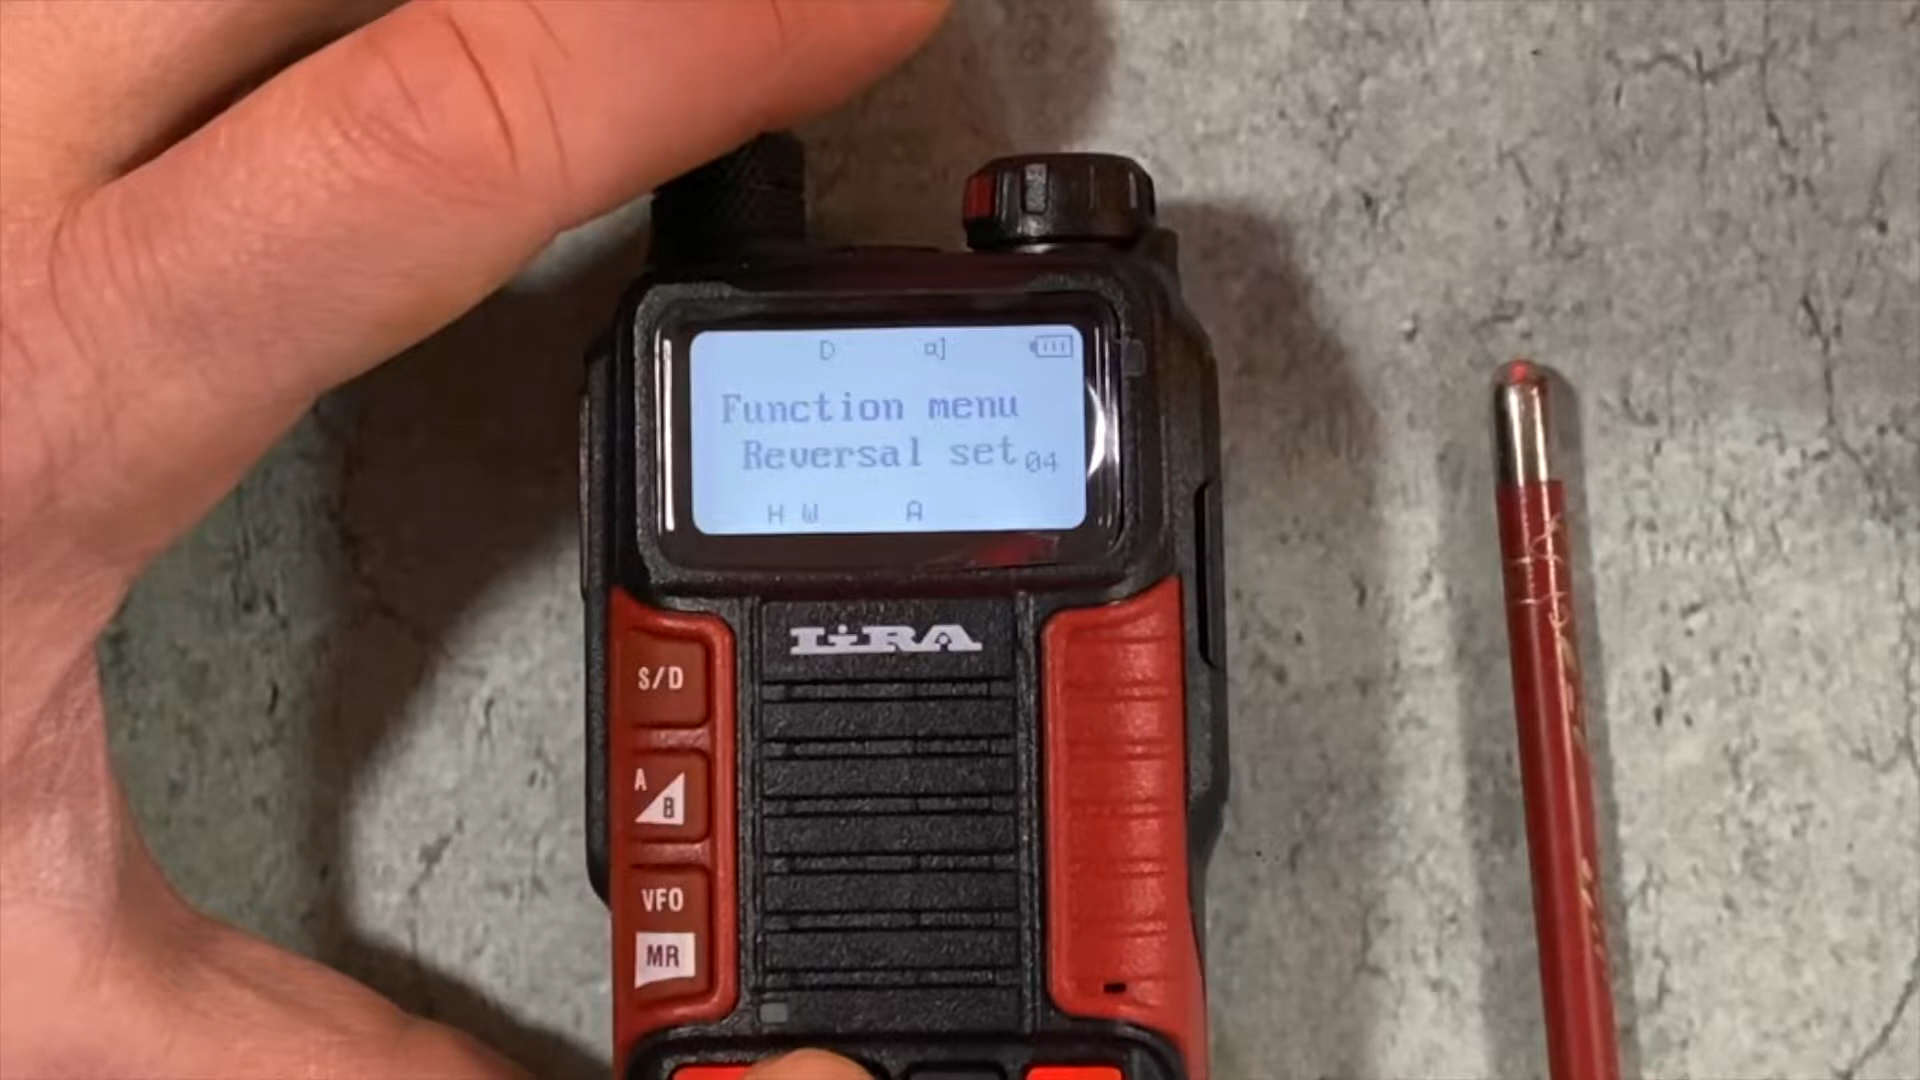 D
Function menu
Reversal set 04
H W A
LiRA
S/D
A
B
VFO
MR